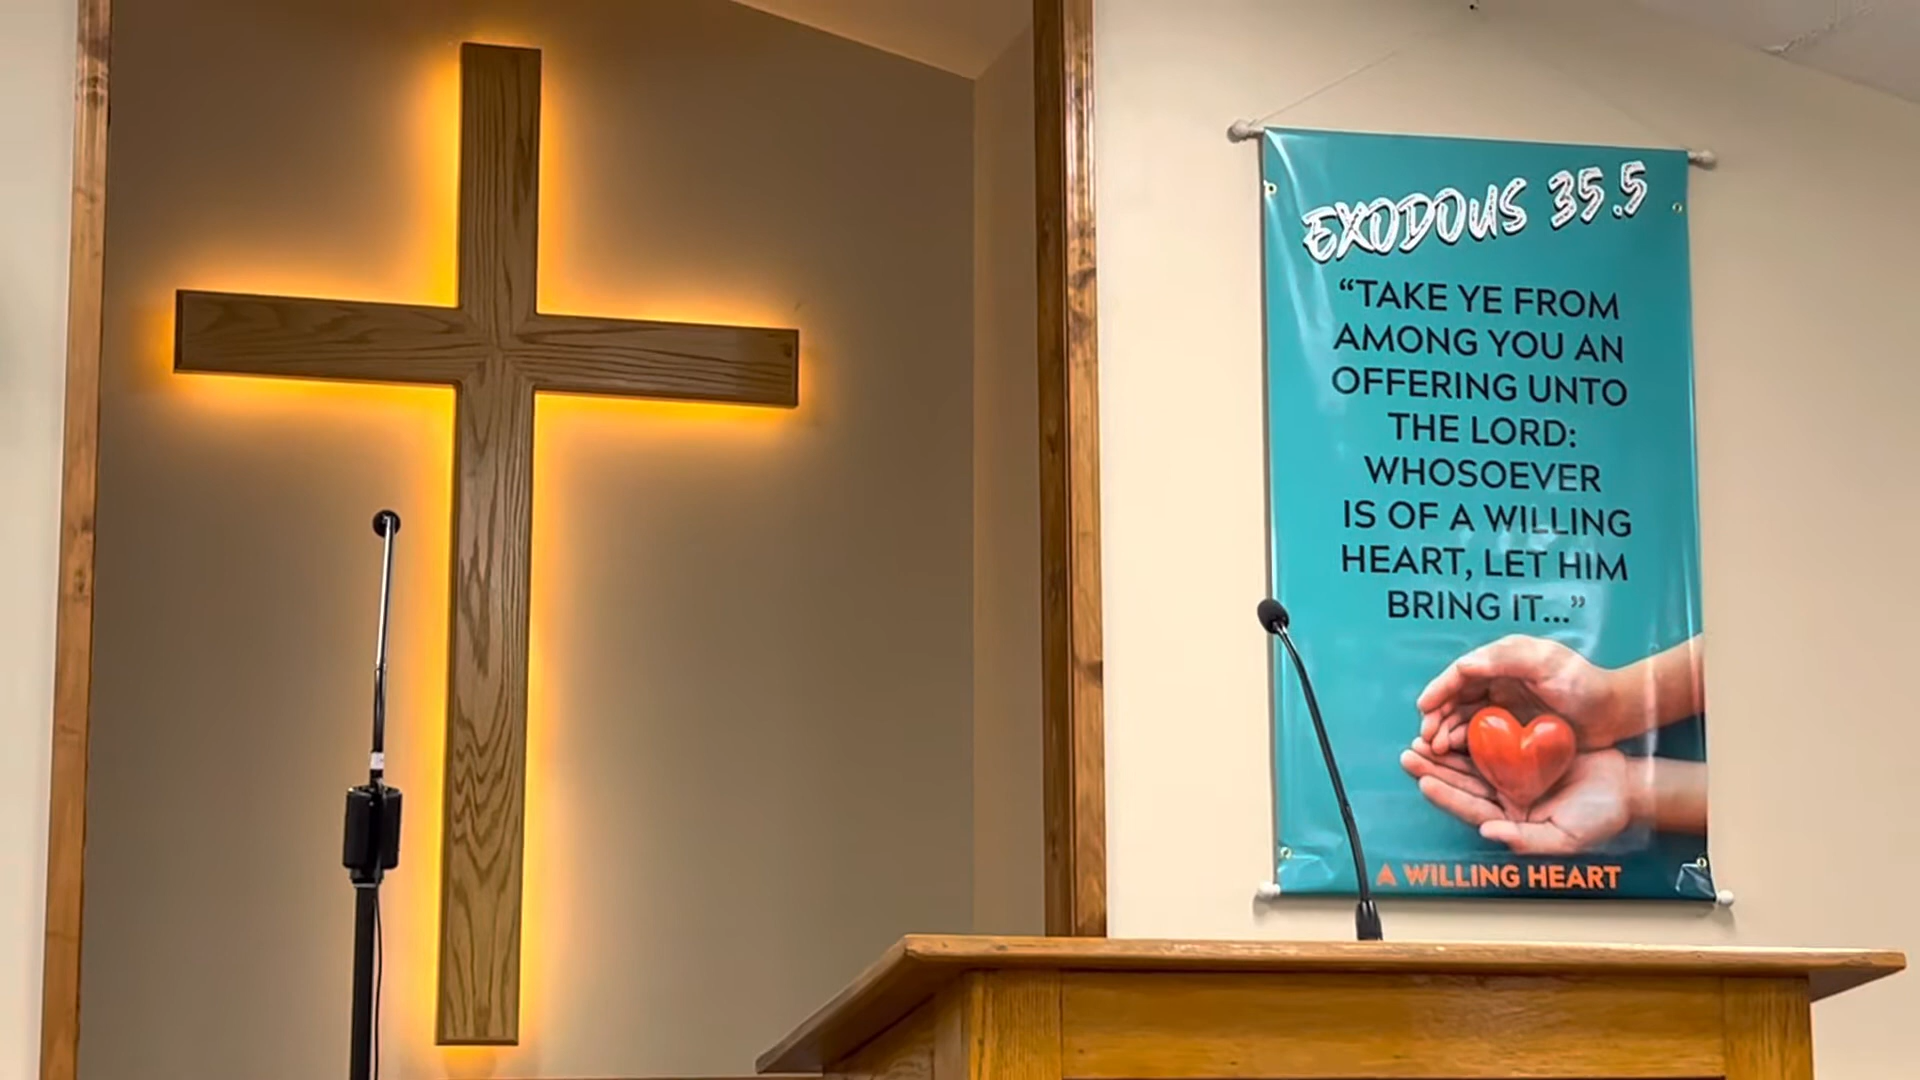 EXODOUS 35.5
“TAKE YE FROM
AMONG YOU AN
OFFERING UNTO
THE LORD:
WHOSOEVER
IS OF A WILLING
HEART, LET HIM
BRING IT...”
A WILLING HEART